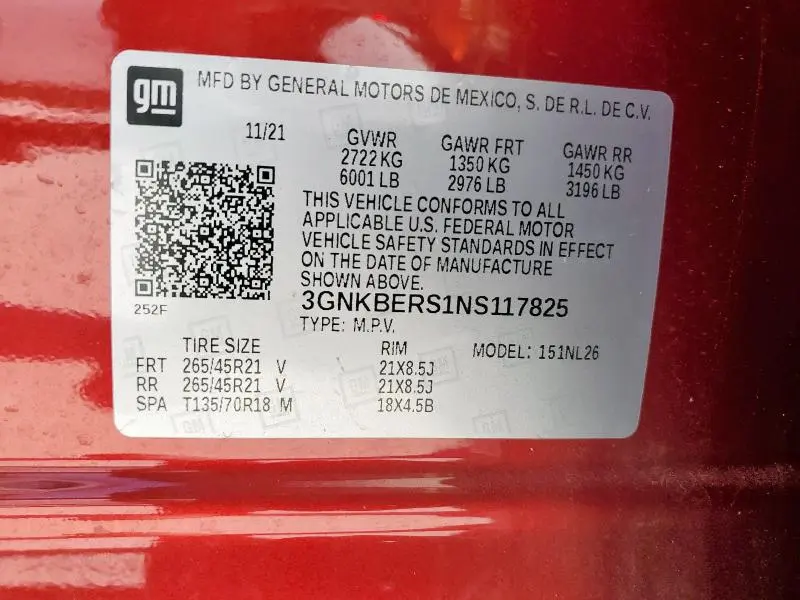 gm MFD BY GENERAL MOTORS DE MEXICO, S. DE R.L. DE C.V.
11/21 GVWR GAWR FRT GAWR RR
2722 KG 1350 KG 1450 KG
6001 LB 2976 LB 3196 LB
THIS VEHICLE CONFORMS TO ALL
APPLICABLE U.S. FEDERAL MOTOR
VEHICLE SAFETY STANDARDS IN EFFECT
ON THE DATE OF MANUFACTURE
SHOWN ABOVE.
252F
3GNKBERS1NS117825
TYPE: M.P.V.
TIRE SIZE RIM MODEL: 151NL26
FRT 265/45R21 V 21X8.5J
RR 265/45R21 V 21X8.5J
SPA T135/70R18 M 18X4.5B